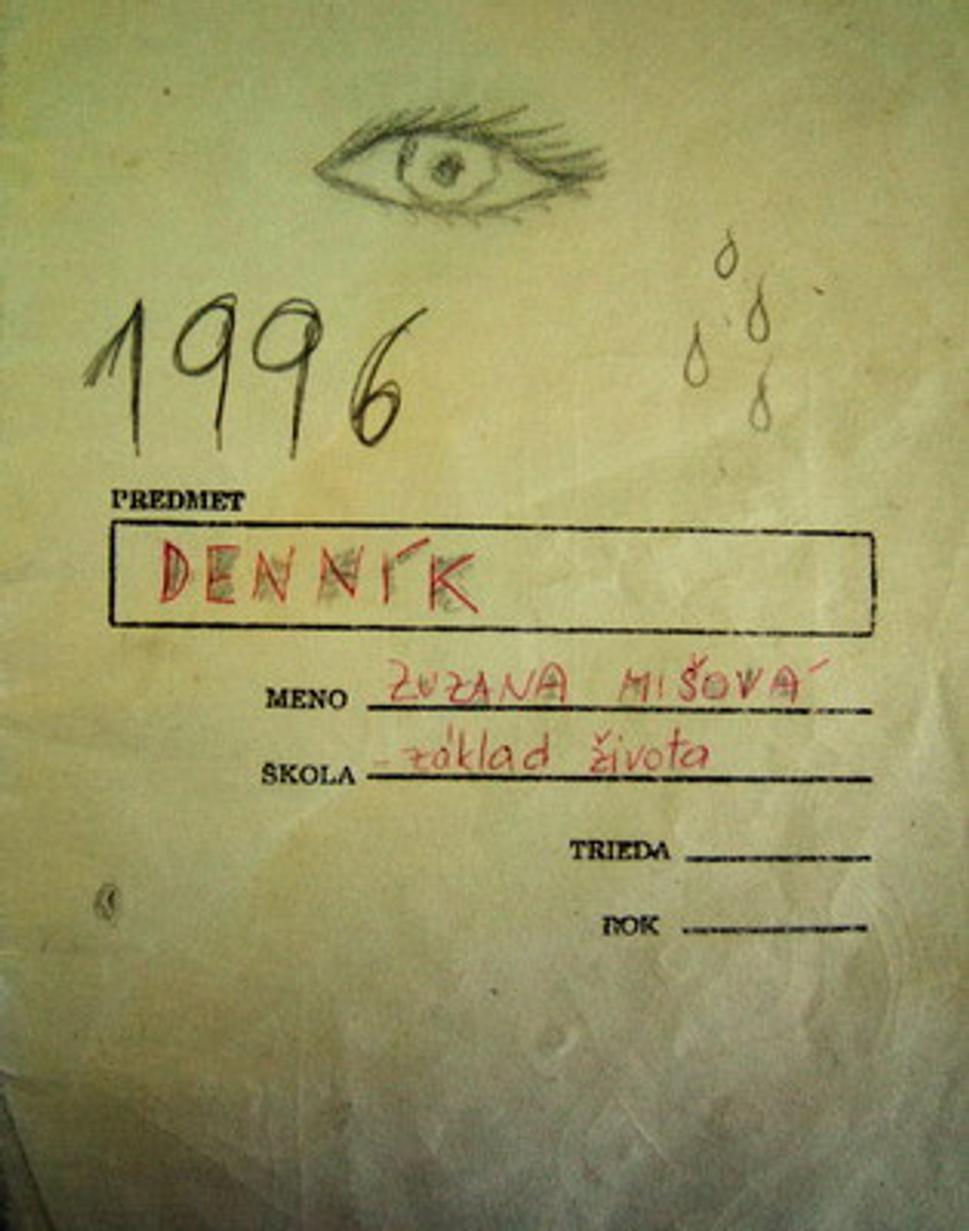 1996
PREDMET
DENNÍK
MENO ZUZANA MIŠOVÁ
ŠKOLA - základ života
TRIEDA
ROK